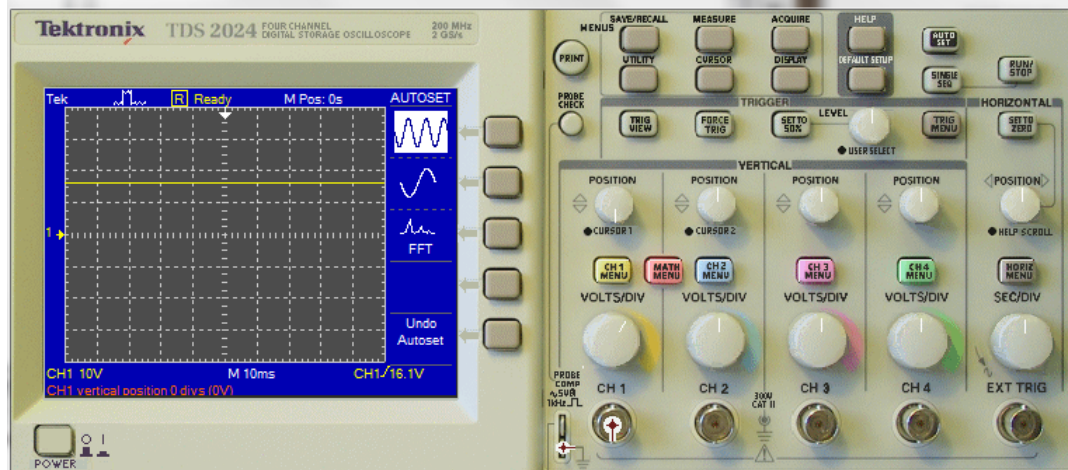 Tektronix TDS 2024 FOUR CHANNEL DIGITAL STORAGE OSCILLOSCOPE 200 MHz 2 GS/s
Tek R Ready M Pos: 0s AUTOSET
1
FFT
Undo
Autoset
CH1 10V M 10ms CH1 16.1V
CH1 vertical position 0 divs (0V)
POWER
MENUS
SAVE/RECALL MEASURE ACQUIRE HELP
PRINT
AUTO SET
UTILITY CURSOR DISPLAY DEFAULT SETUP
SINGLE SEQ
RUN/ STOP
PROBE CHECK
TRIGGER HORIZONTAL
TRIG VIEW
FORCE TRIG
SET TO 50%
LEVEL
TRIG MENU
SET TO ZERO
USER SELECT
VERTICAL
POSITION POSITION POSITION POSITION POSITION
CURSOR 1 CURSOR 2 HELP SCROLL
CH 1 MENU
MATH MENU
CH 2 MENU
CH 3 MENU
CH 4 MENU
HORIZ MENU
VOLTS/DIV VOLTS/DIV VOLTS/DIV VOLTS/DIV SEC/DIV
PROBE COMP
~5V
1kHz
CH 1 CH 2 CH 3 CH 4 EXT TRIG
300V
CAT II